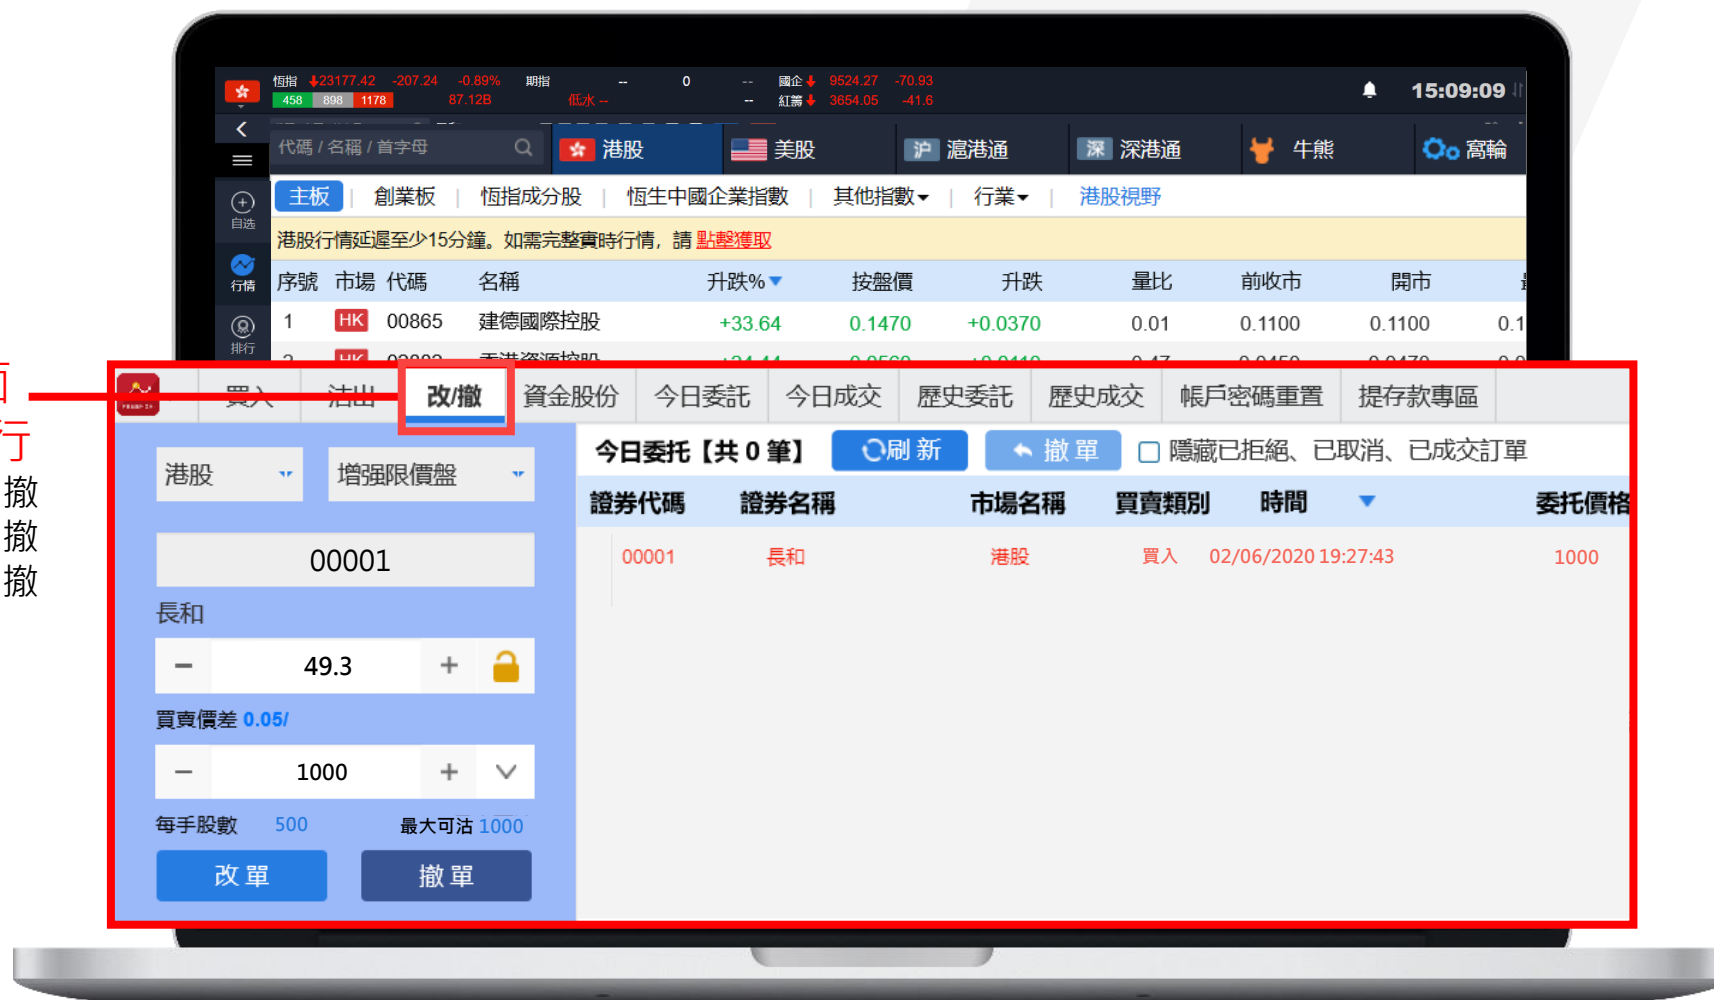 恆指 23177.42 -207.24 -0.89% 期指 -- 0 -- 國企 9524.27 -70.93
458 898 1178 87.12B 低水 -- -- 紅籌 3654.05 -41.6
15:09:09
代碼 / 名稱 / 首字母 港股 美股 沪 滬港通 深 深港通 牛熊 窩輪
自选
主板 | 創業板 | 恆指成分股 | 恆生中國企業指數 | 其他指數 | 行業 | 港股視野
港股行情延遲至少15分鐘。如需完整實時行情, 請 點擊獲取
行情
序號 市場 代碼 名稱 升跌% 按盤價 升跌 量比 前收市 開市
1 HK 00865 建德國際控股 +33.64 0.1470 +0.0370 0.01 0.1100 0.1100 0.1
排行
行
撤
撤
撤
買入 沽出 改/撤 資金股份 今日委託 今日成交 歷史委託 歷史成交 帳戶密碼重置 提存款專區
港股 增强限價盤
00001
長和
49.3
買賣價差 0.05/
1000
每手股數 500 最大可沽 1000
改單 撤單
今日委托【共 0 筆】 刷新 撤單 隱藏已拒絕、已取消、已成交訂單
證券代碼 證券名稱 市場名稱 買賣類別 時間 委托價格
00001 長和 港股 買入 02/06/2020 19:27:43 1000